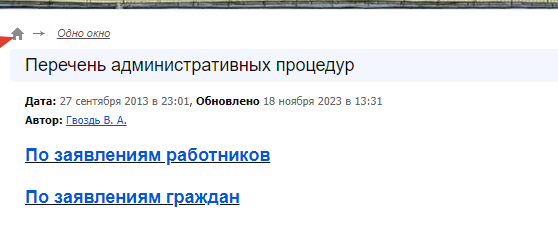 Одно окно
Перечень административных процедур
Дата: 27 сентября 2013 в 23:01, Обновлено 18 ноября 2023 в 13:31
Автор: Гвоздь В. А.
По заявлениям работников
По заявлениям граждан